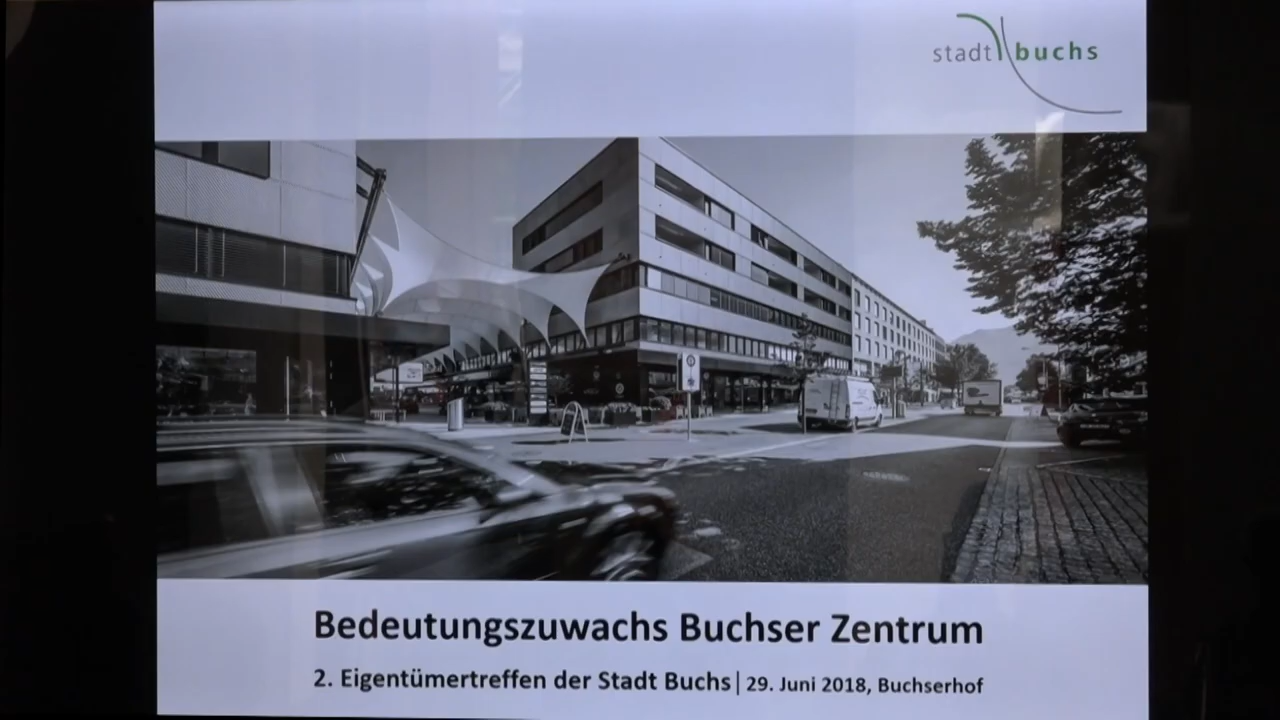 stadt buchs
Bedeutungszuwachs Buchser Zentrum
2. Eigentümertreffen der Stadt Buchs | 29. Juni 2018, Buchserhof